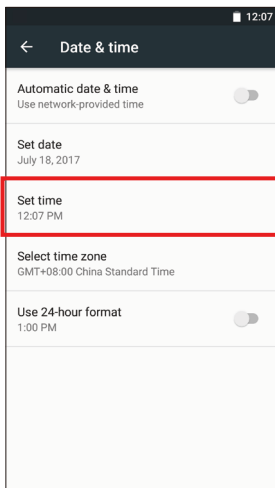 12:07
Date & time
Automatic date & time
Use network-provided time
Set date
July 18, 2017
Set time
12:07 PM
Select time zone
GMT+08:00 China Standard Time
Use 24-hour format
1:00 PM